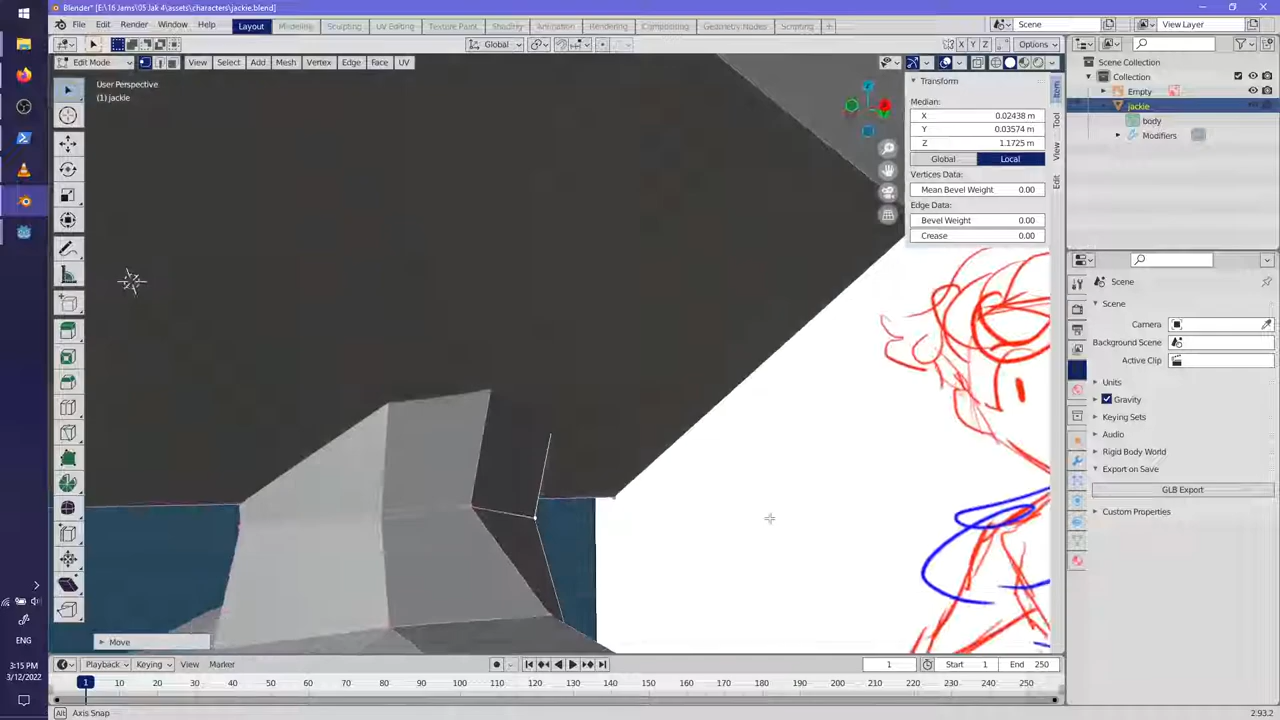 Blender* [E:\16 Jams\05 Jak 4\assets\characters\jackie.blend]
File Edit Render Window Help Layout Modeling Sculpting UV Editing Texture Paint Shading Animation Rendering Compositing Geometry Nodes Scripting + Scene View Layer
Global X Y Z Options
Edit Mode View Select Add Mesh Vertex Edge Face UV
User Perspective
(1) jackie
Transform
Median:
X 0.02438 m
Y 0.03574 m
Z 1.1725 m
Global Local
Vertices Data:
Mean Bevel Weight 0.00
Edge Data:
Bevel Weight 0.00
Crease 0.00
Item
Tool
View
Edit
Scene Collection
Collection
Empty
jackie
body
Modifiers
Scene
Scene
Camera
Background Scene
Active Clip
Units
Gravity
Keying Sets
Audio
Rigid Body World
Export on Save
GLB Export
Custom Properties
Move
ENG
3:15 PM
3/12/2022
Playback Keying View Marker 1 Start 1 End 250
1 10 20 30 40 50 60 70 80 90 100 110 120 130 140 150 160 170 180 190 200 210 220 230 240 250
Alt Axis Snap 2.93.2